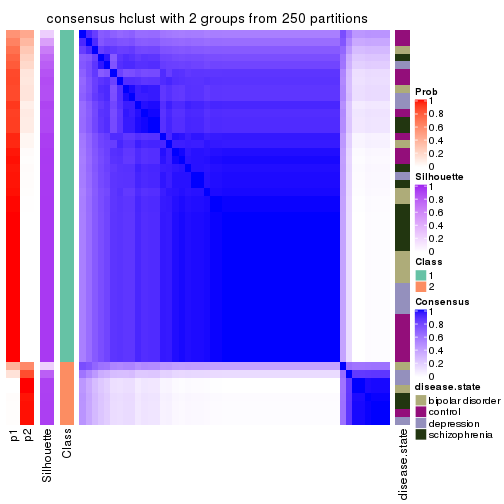 consensus hclust with 2 groups from 250 partitions
Prob
1
0.8
0.6
0.4
0.2
0
Silhouette
1
0.8
0.6
0.4
0.2
0
Class
1
2
Consensus
1
0.8
0.6
0.4
0.2
0
disease.state
bipolar disorder
control
depression
schizophrenia
p1
p2
Silhouette
Class
disease.state